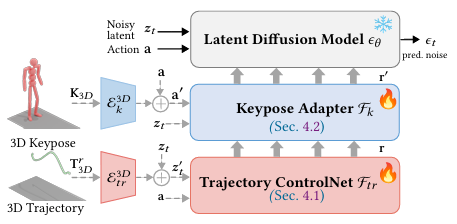 Noisy
latent
z_t
Action a
Latent Diffusion Model ϵ_θ
ϵ_t
pred. noise
r′
K_3D
ℰ_k^3D
a
a′
z_t
Keypose Adapter ℱ_k
(Sec. 4.2)
3D Keypose
r
T_3D^r
ℰ_tr^3D
z_t
z′_t
a
Trajectory ControlNet ℱ_tr
(Sec. 4.1)
3D Trajectory